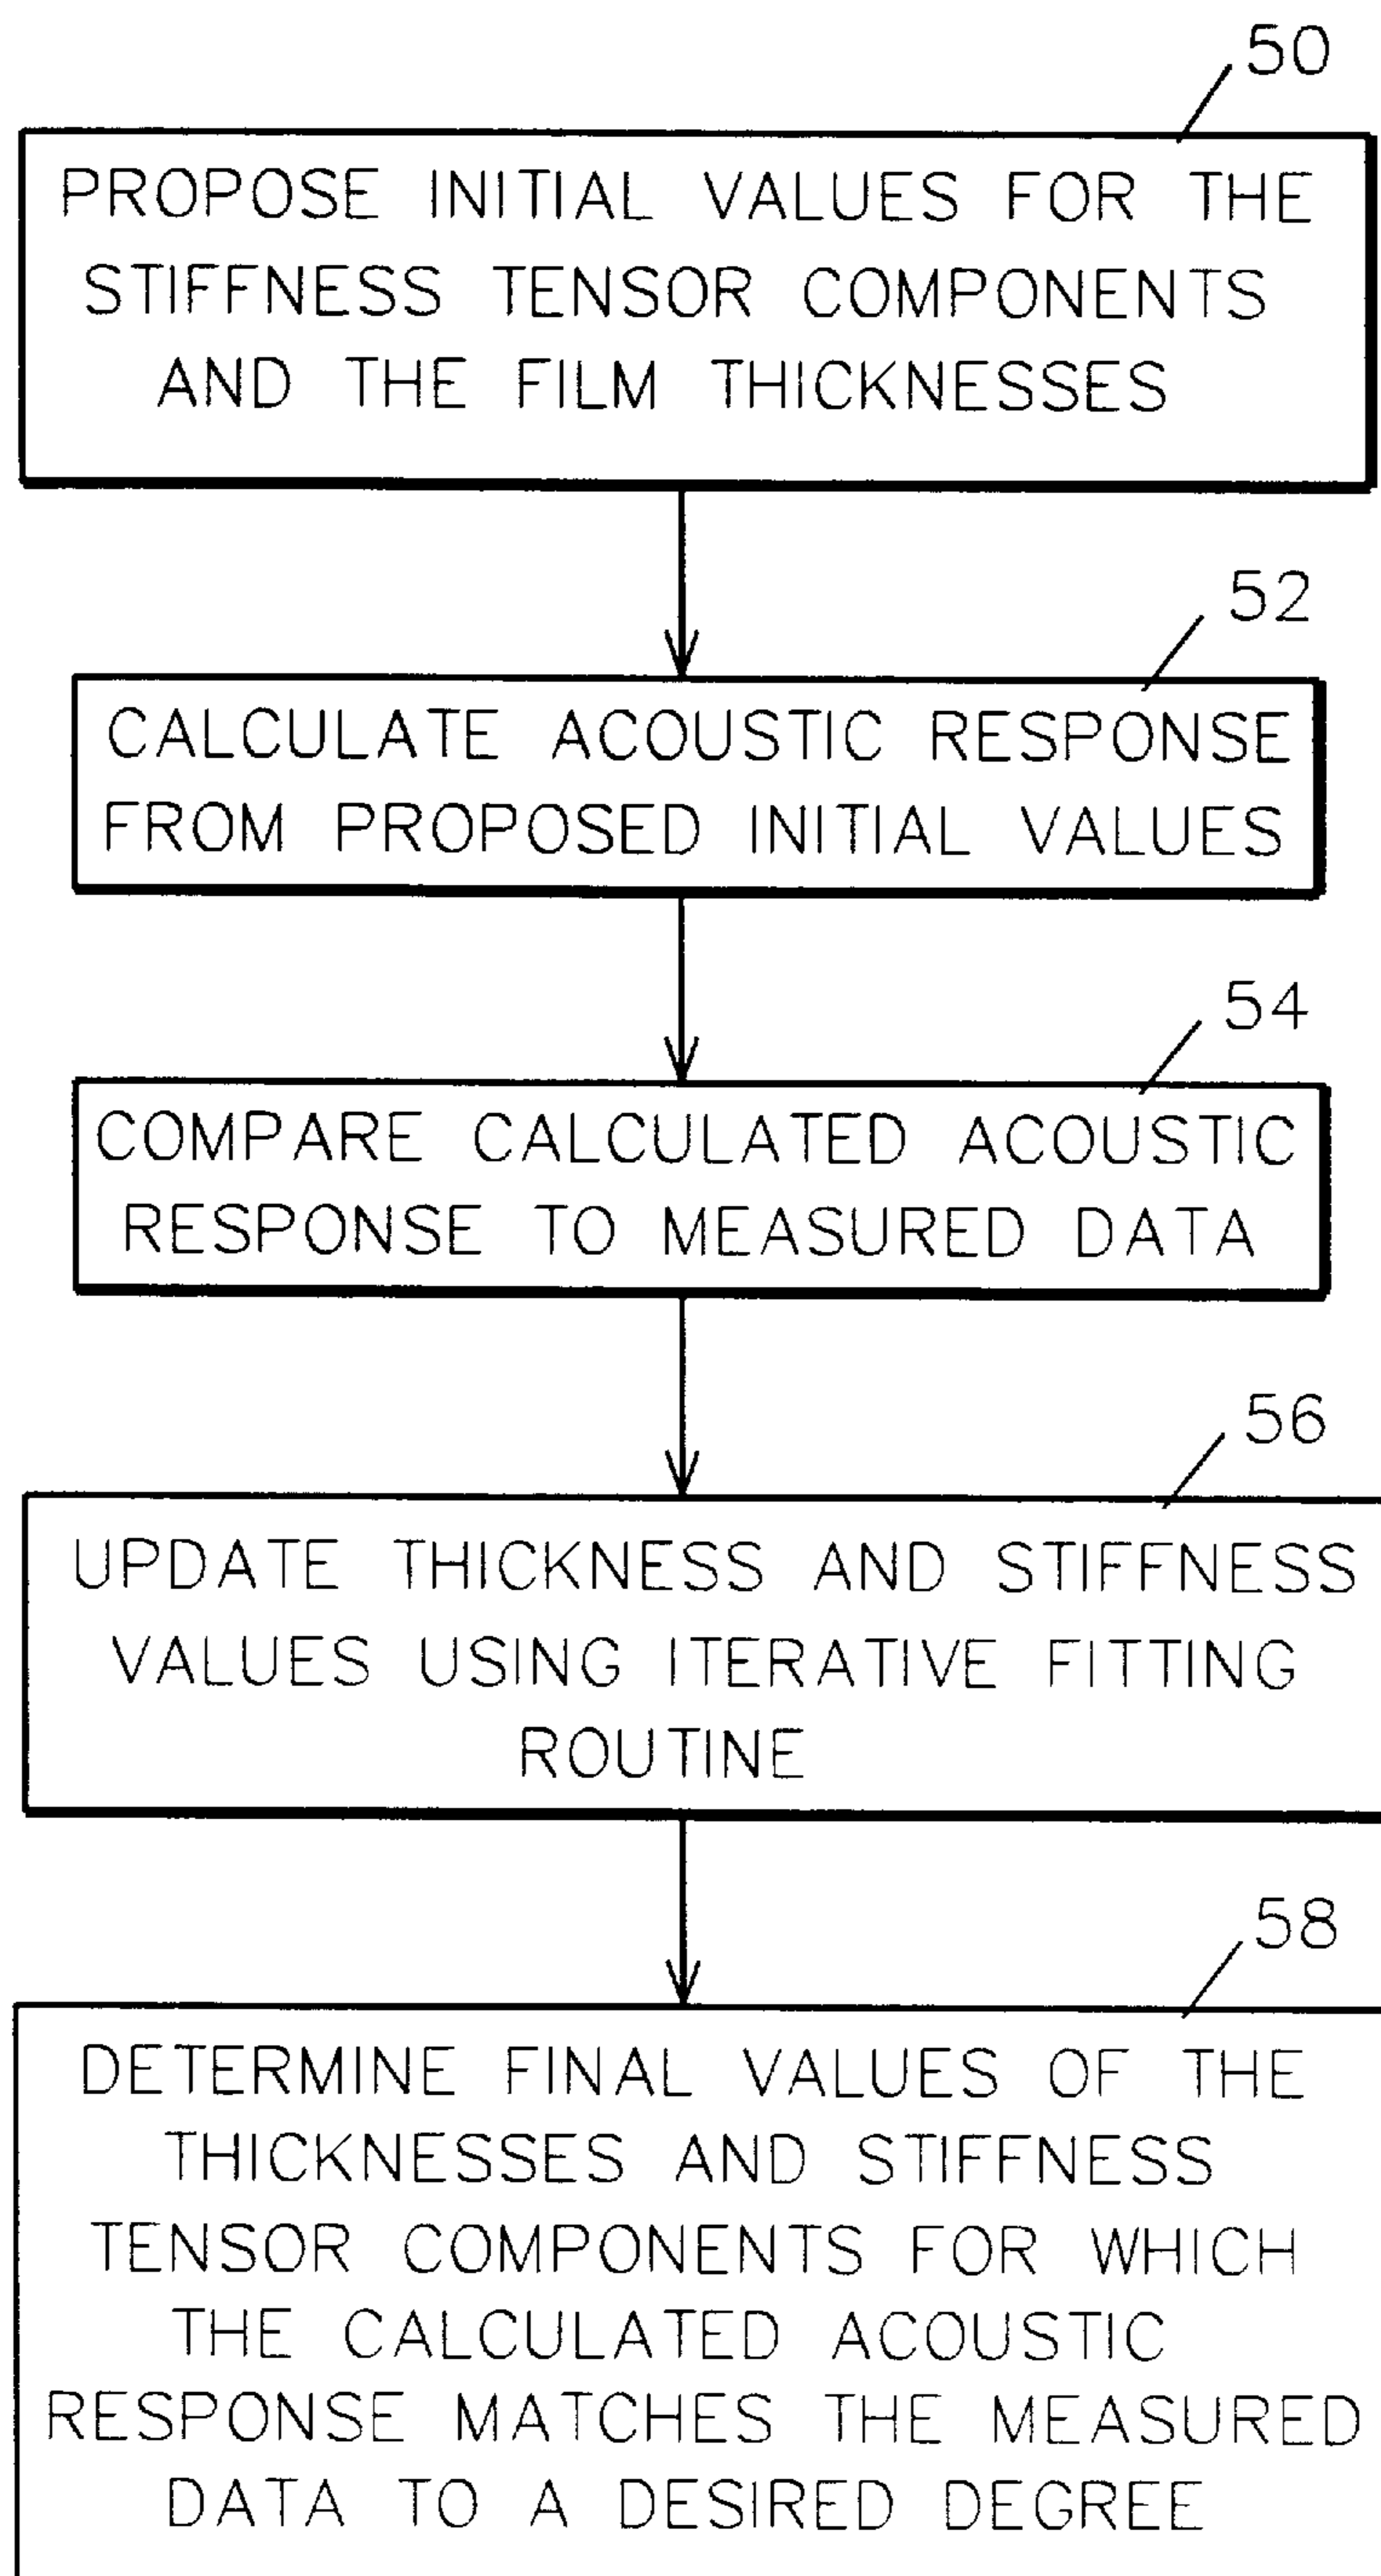 50
PROPOSE INITIAL VALUES FOR THE
STIFFNESS TENSOR COMPONENTS
AND THE FILM THICKNESSES
52
CALCULATE ACOUSTIC RESPONSE
FROM PROPOSED INITIAL VALUES
54
COMPARE CALCULATED ACOUSTIC
RESPONSE TO MEASURED DATA
56
UPDATE THICKNESS AND STIFFNESS
VALUES USING ITERATIVE FITTING
ROUTINE
58
DETERMINE FINAL VALUES OF THE
THICKNESSES AND STIFFNESS
TENSOR COMPONENTS FOR WHICH
THE CALCULATED ACOUSTIC
RESPONSE MATCHES THE MEASURED
DATA TO A DESIRED DEGREE